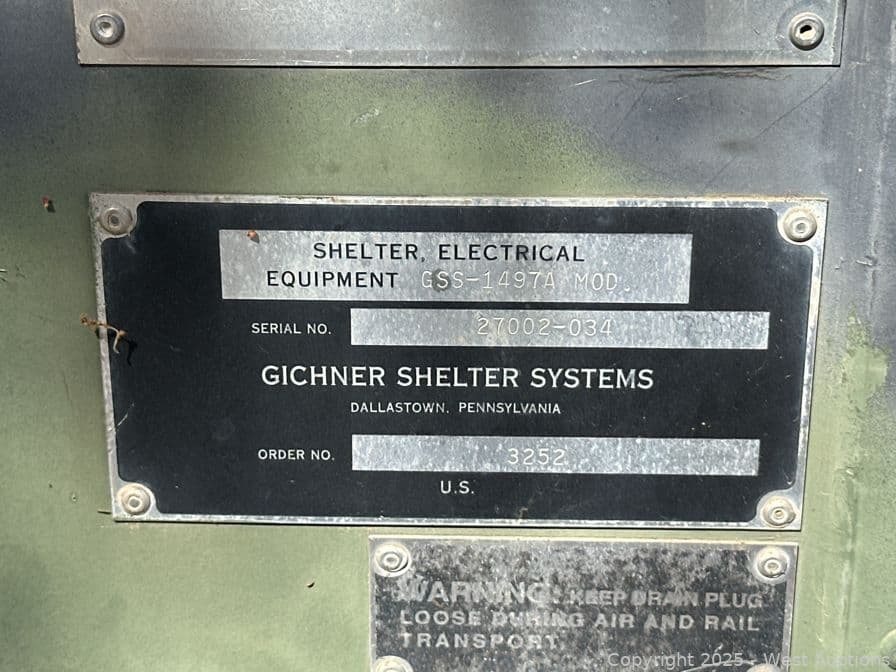 SHELTER, ELECTRICAL
EQUIPMENT GSS-1497A MOD.
SERIAL NO. 27002-034
GICHNER SHELTER SYSTEMS
DALLASTOWN, PENNSYLVANIA
ORDER NO. 3252
U.S.
WARNING: KEEP DRAIN PLUG
LOOSE DURING AIR AND RAIL
TRANSPORT.
Copyright 2025 - West Auctions